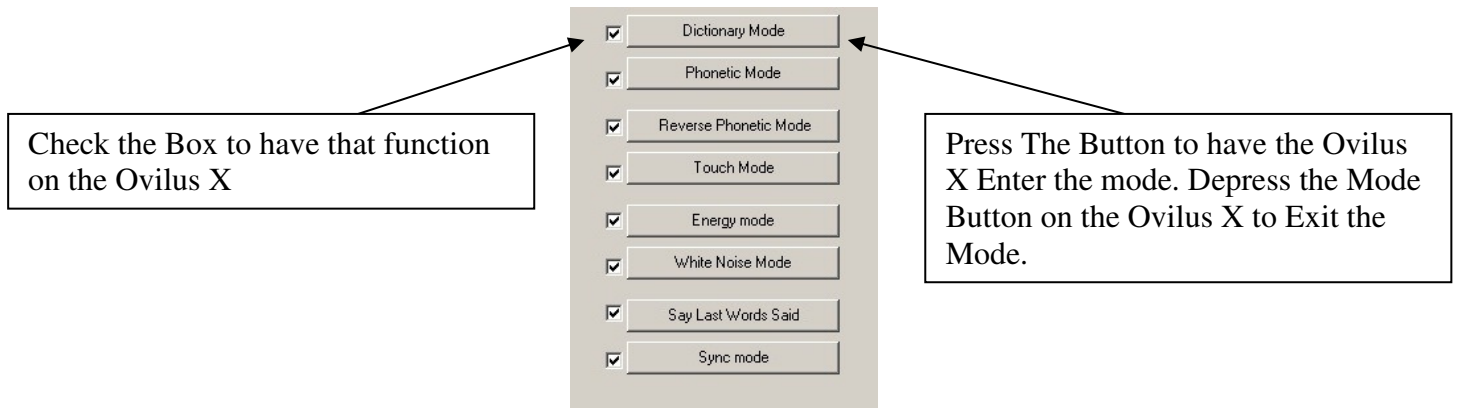 Dictionary Mode
Phonetic Mode
Reverse Phonetic Mode
Touch Mode
Energy mode
White Noise Mode
Say Last Words Said
Sync mode
Check the Box to have that function
on the Ovilus X
Press The Button to have the Ovilus
X Enter the mode. Depress the Mode
Button on the Ovilus X to Exit the
Mode.